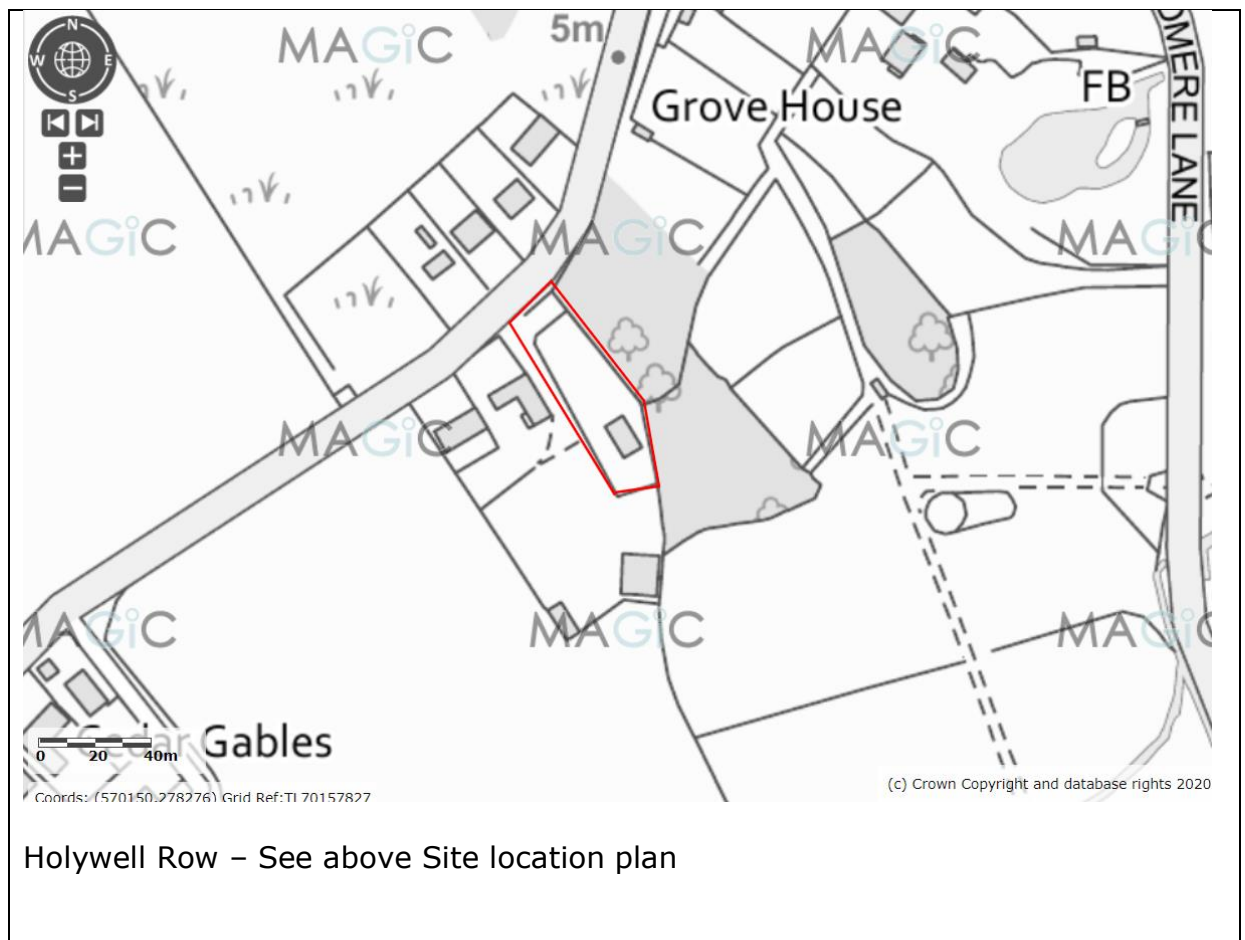 N
W E
S
MAGiC MAGiC
5m
Grove House
FB
OMERE LANE
MAGiC MAGiC MAGiC
MAGiC MAGiC
MAGiC MAGiC MAGiC
Cedar Gables
0 20 40m
Coords: (570150,278276) Grid Ref:TL70157827
(c) Crown Copyright and database rights 2020
Holywell Row – See above Site location plan